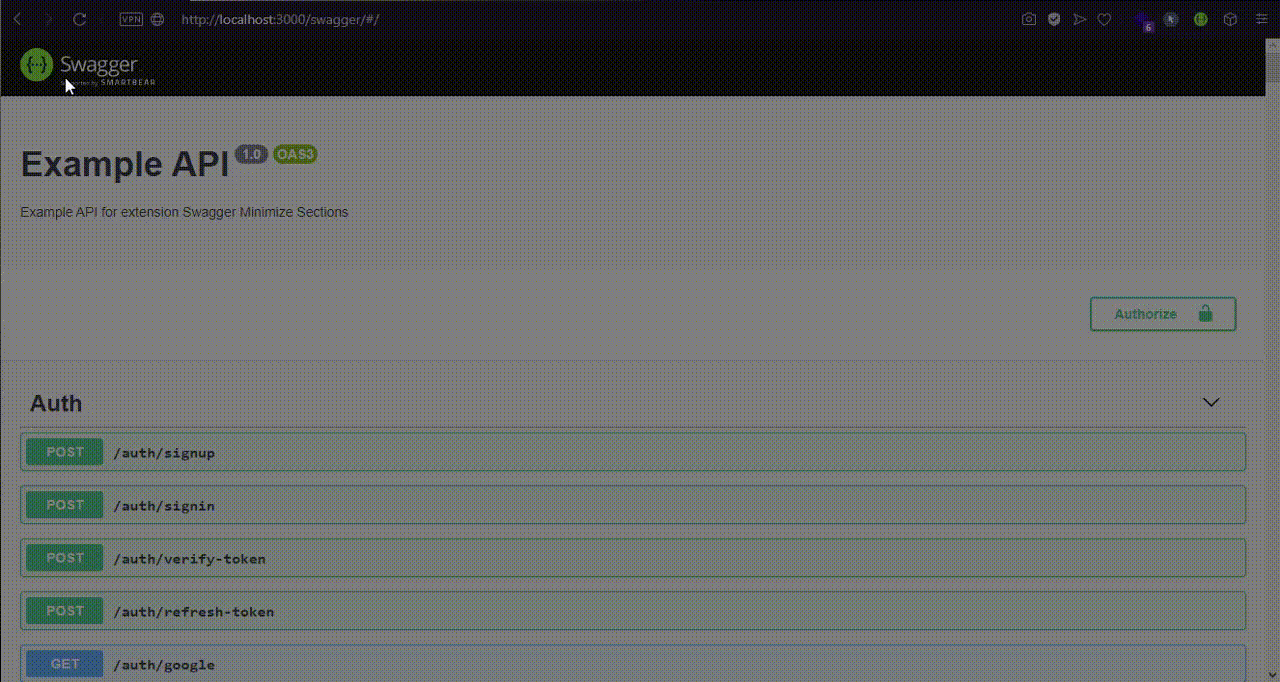 VPN
http://localhost:3000/swagger/#/
6
Swagger
Supported by SMARTBEAR
Example API 1.0 OAS3
Example API for extension Swagger Minimize Sections
Authorize
Auth
POST /auth/signup
POST /auth/signin
POST /auth/verify-token
POST /auth/refresh-token
GET /auth/google